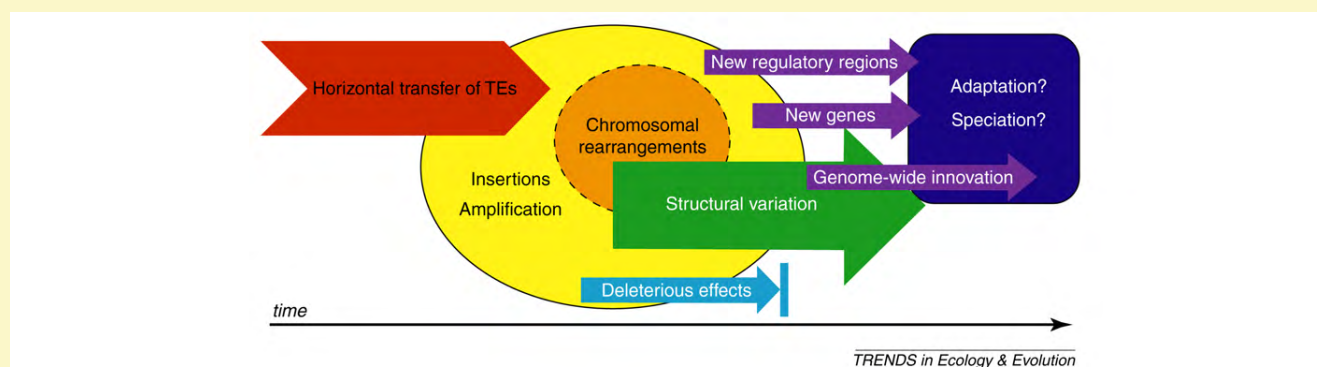 Horizontal transfer of TEs
Insertions
Amplification
Chromosomal
rearrangements
Structural variation
Deleterious effects
New regulatory regions
New genes
Genome-wide innovation
Adaptation?
Speciation?
time
TRENDS in Ecology & Evolution